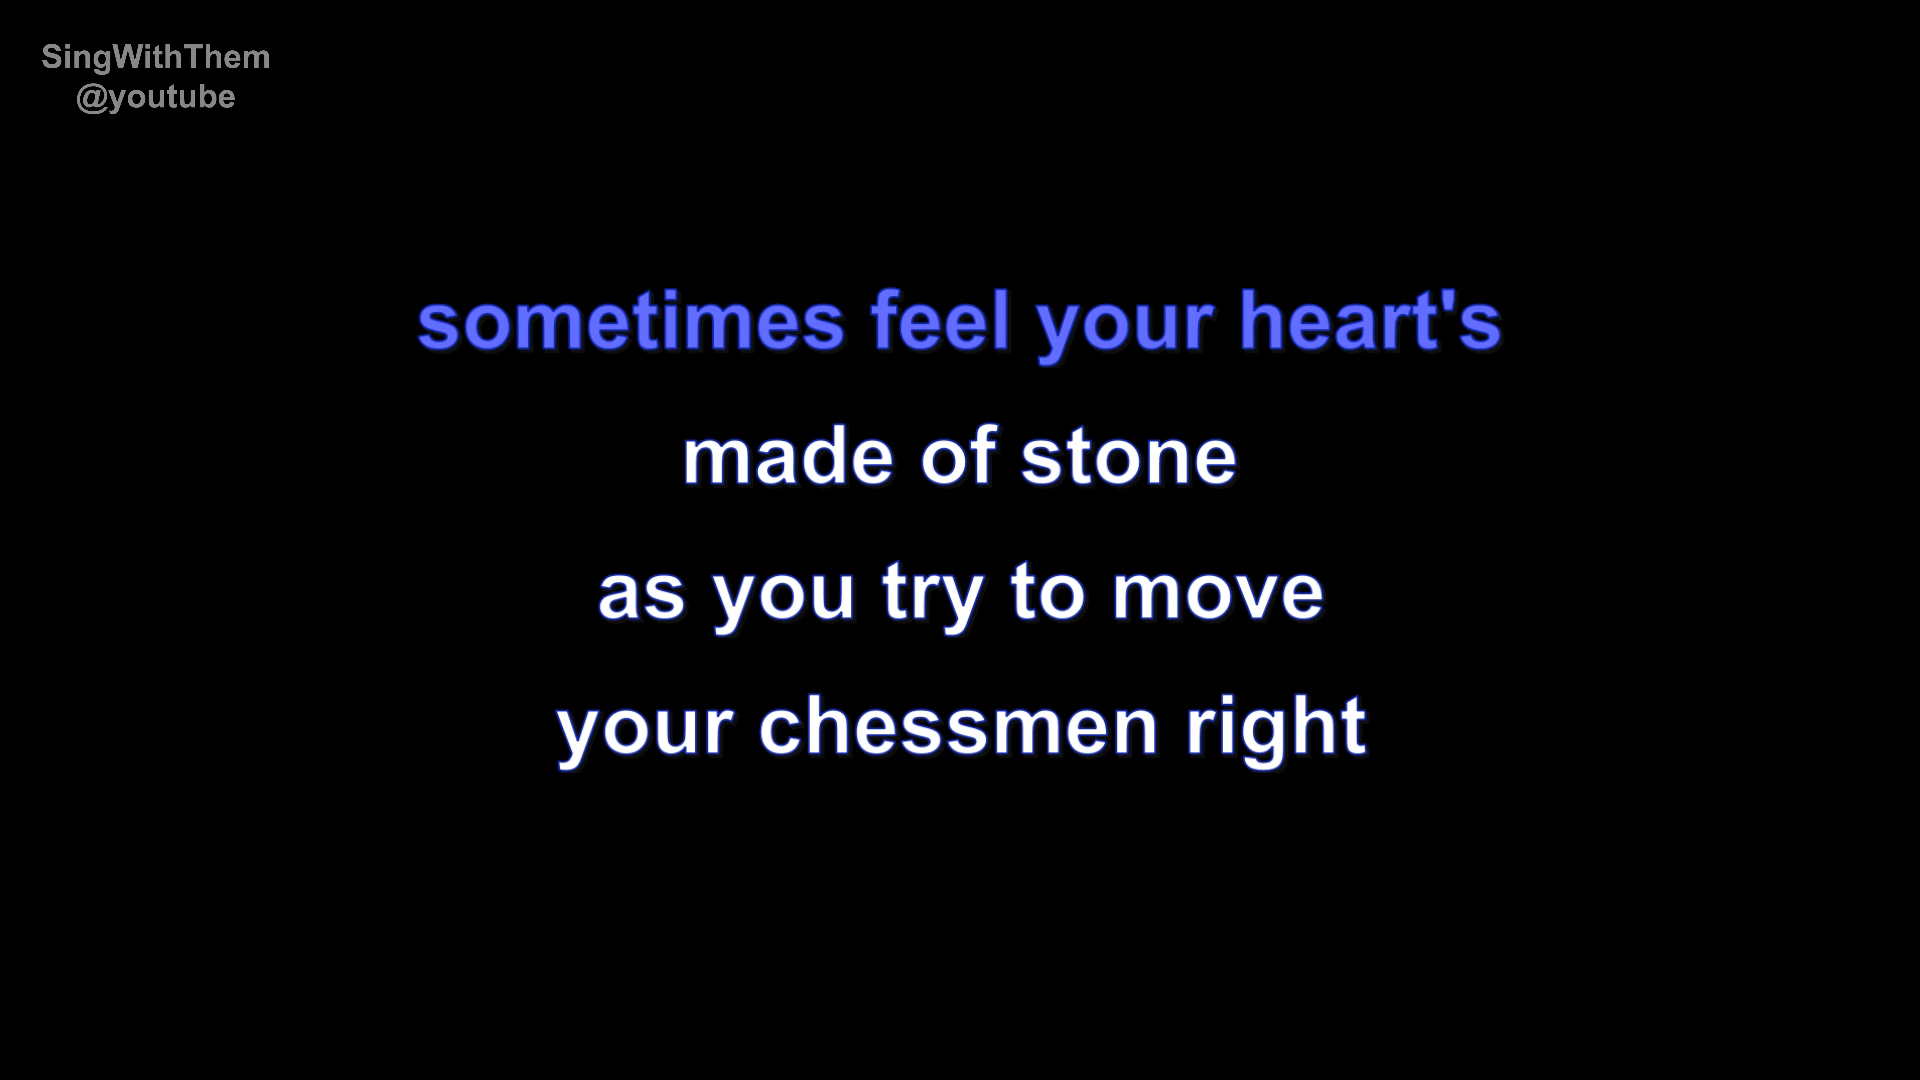 SingWithThem
@youtube
sometimes feel your heart's
made of stone
as you try to move
your chessmen right